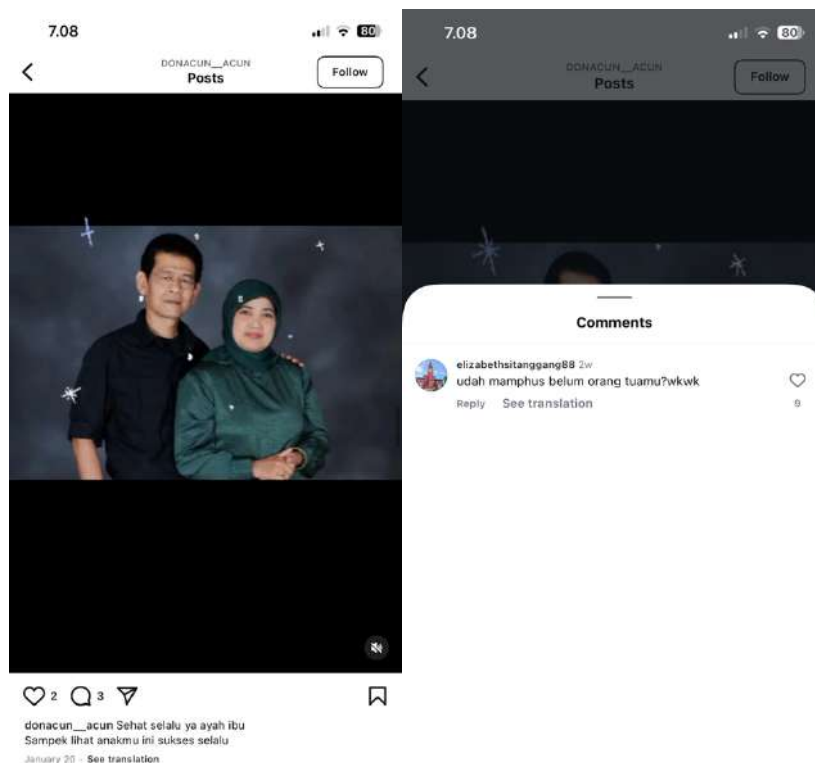 7.08
80
DONACUN__ACUN
Posts
Follow
2
3
donacun__acun Sehat selalu ya ayah ibu
Sampek lihat anakmu ini sukses selalu
January 20 · See translation
7.08
80
DONACUN__ACUN
Posts
Follow
Comments
elizabethsitanggang88 2w
udah mamphus belum orang tuamu?wkwk
Reply See translation
9